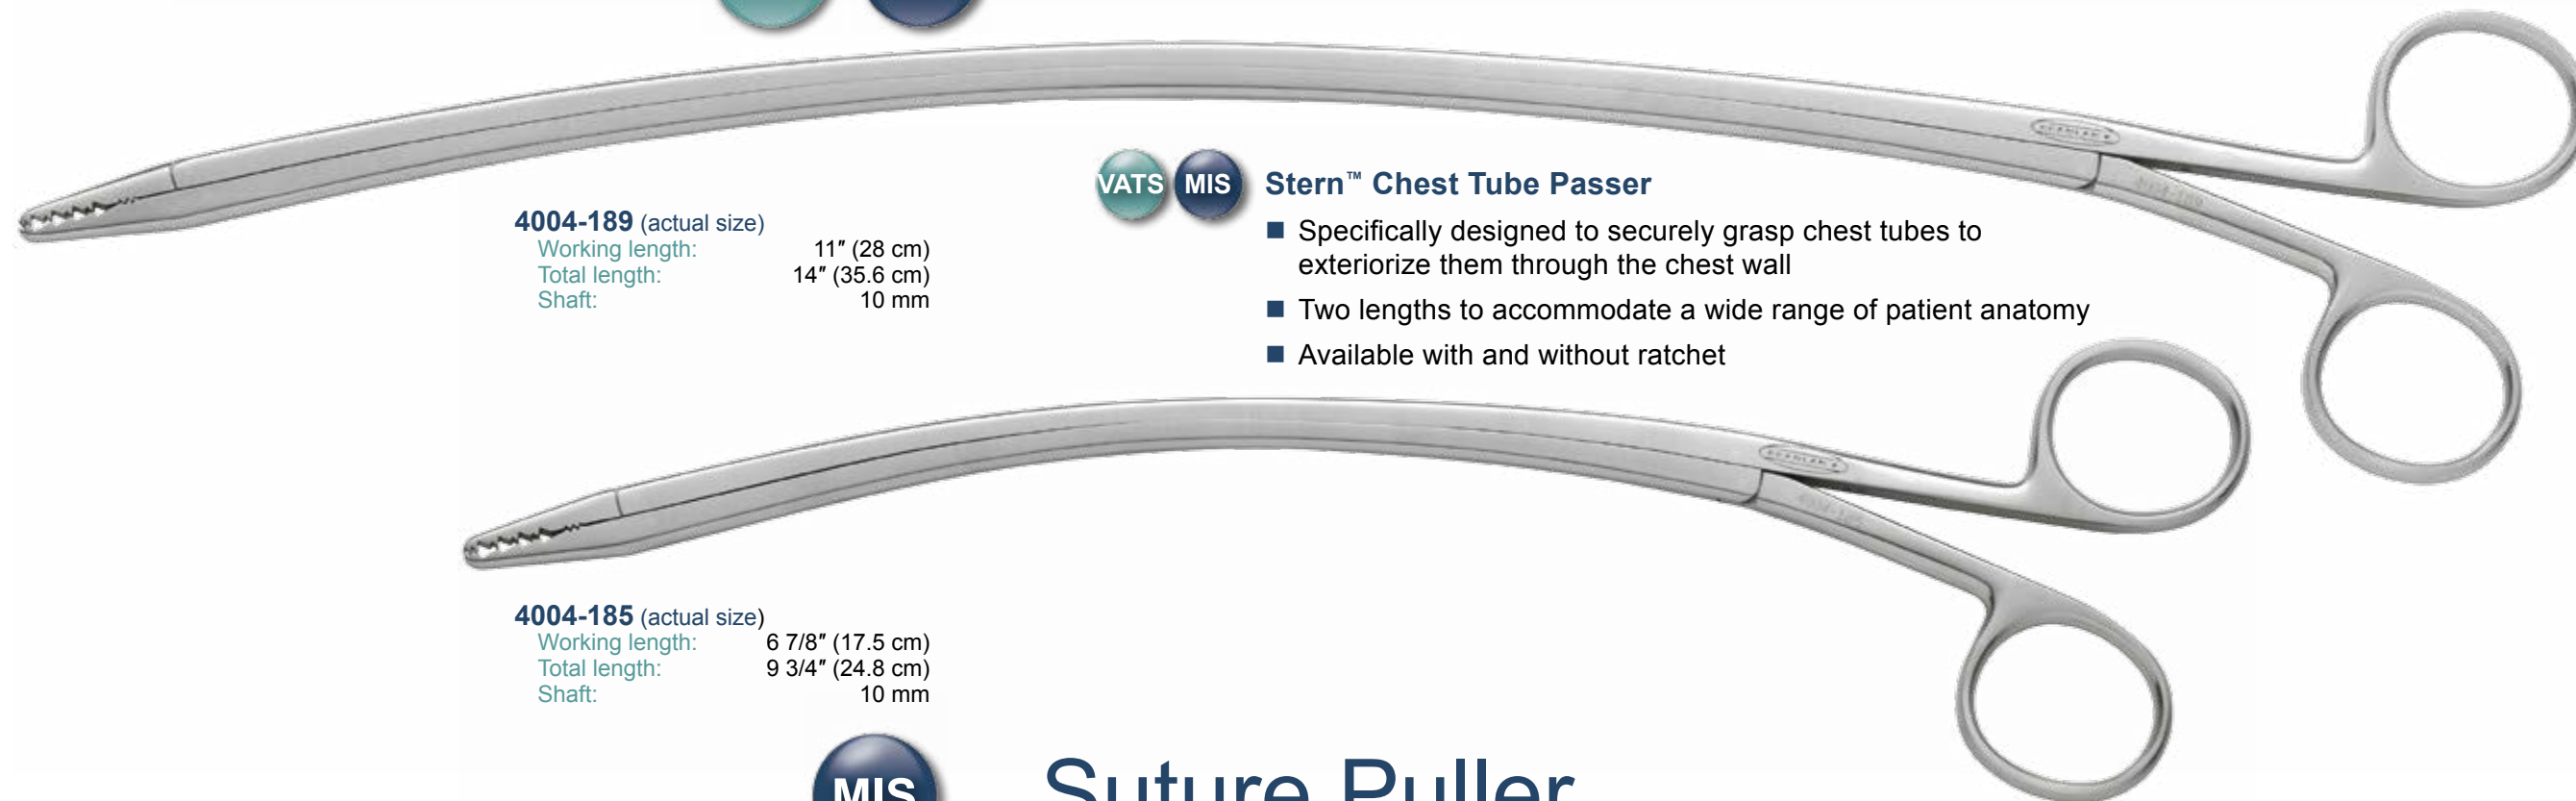 VATS MIS Stern™ Chest Tube Passer
■ Specifically designed to securely grasp chest tubes to
exteriorize them through the chest wall
■ Two lengths to accommodate a wide range of patient anatomy
■ Available with and without ratchet
4004-189 (actual size)
Working length: 11″ (28 cm)
Total length: 14″ (35.6 cm)
Shaft: 10 mm
4004-185 (actual size)
Working length: 6 7/8″ (17.5 cm)
Total length: 9 3/4″ (24.8 cm)
Shaft: 10 mm
MIS Suture Puller